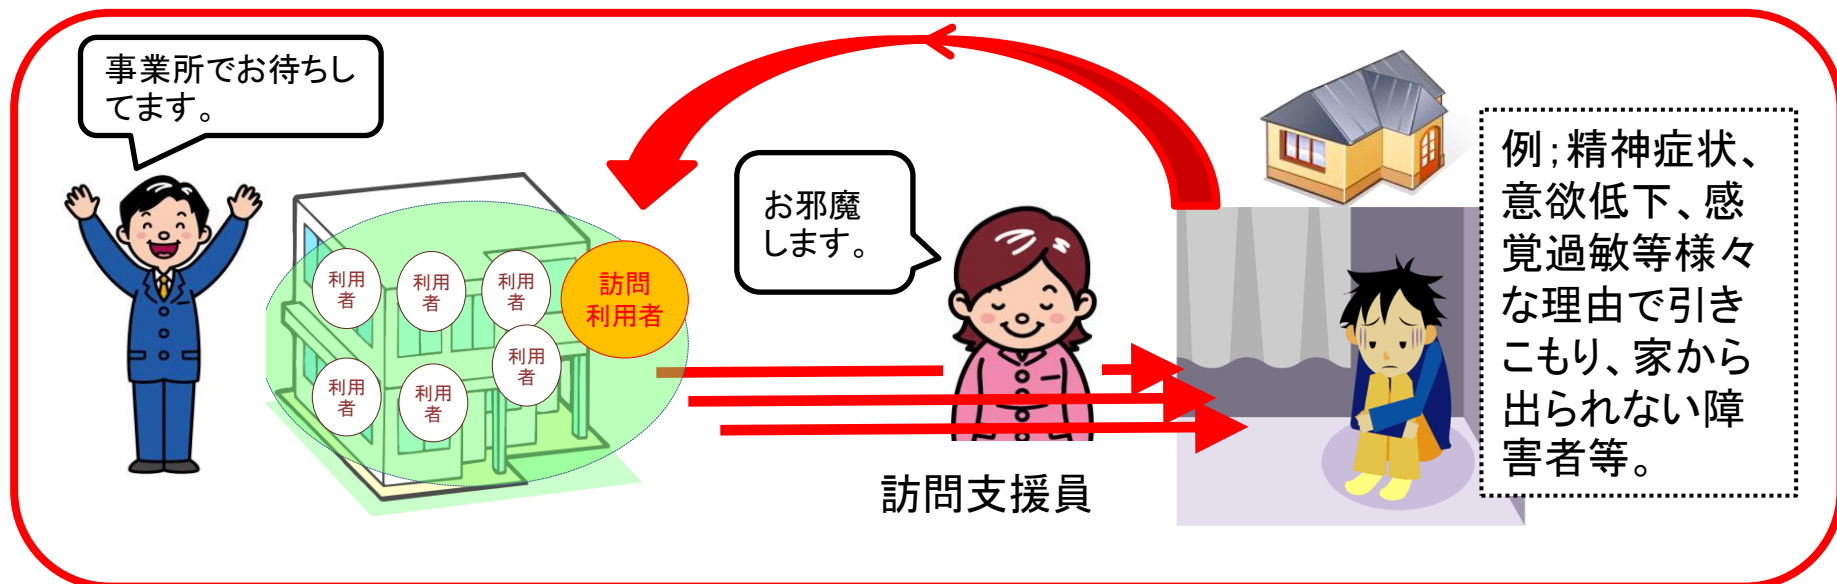 事業所でお待ちし
てます。
お邪魔
します。
例；精神症状、
意欲低下、感
覚過敏等様々
な理由で引き
こもり、家から
出られない障
害者等。
利用
者
利用
者
利用
者
訪問
利用者
利用
者
利用
者
利用
者
訪問支援員